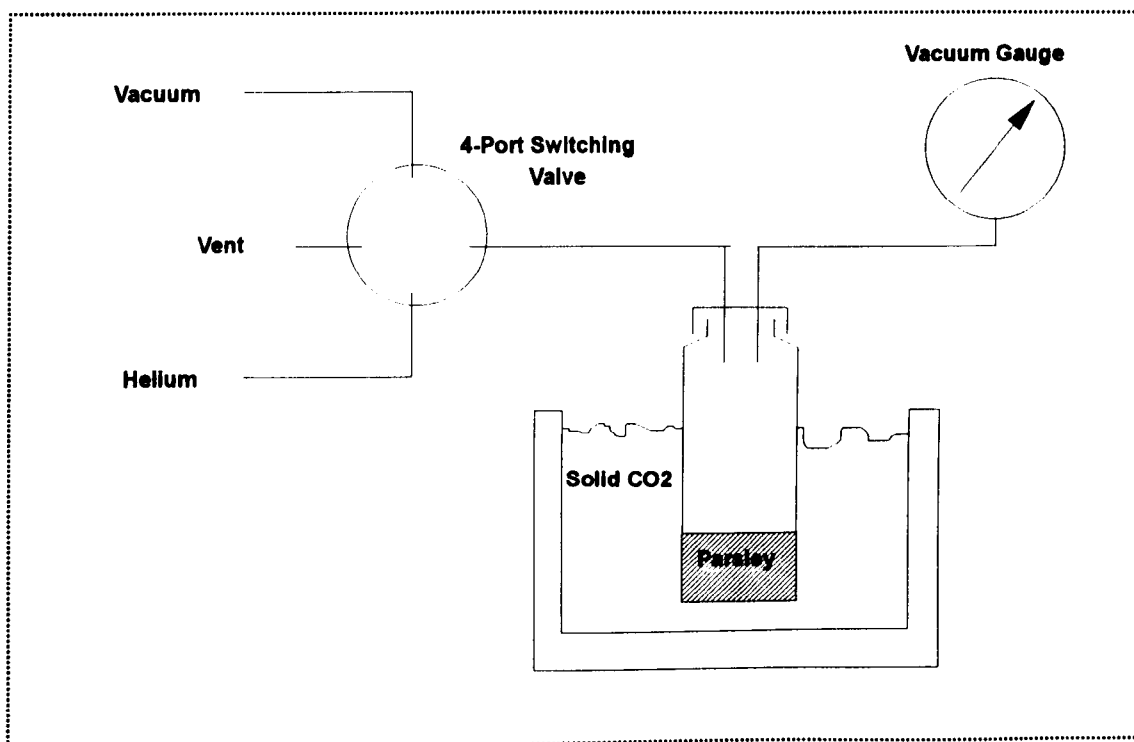 Vacuum Gauge
Vacuum
4-Port Switching
Valve
Vent
Helium
Solid CO2
Parsley